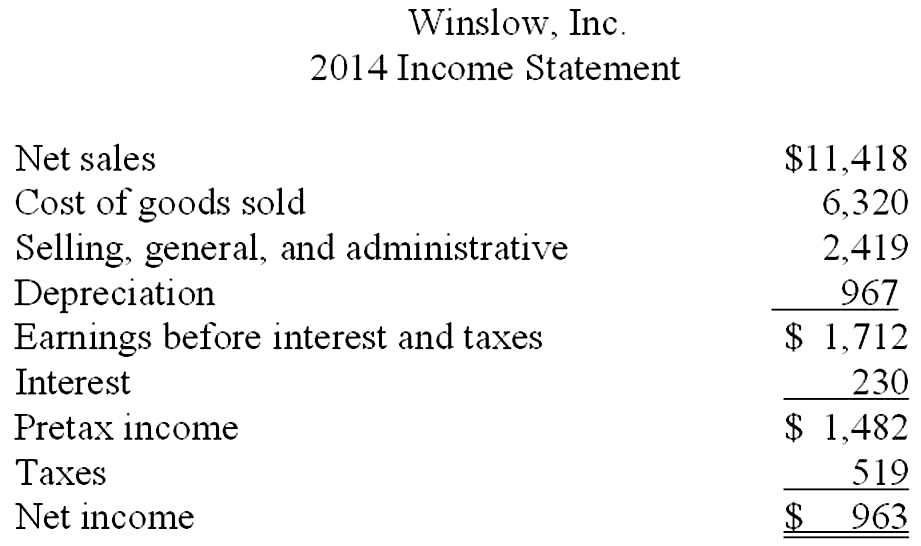 Winslow, Inc.
2014 Income Statement
Net sales $11,418
Cost of goods sold 6,320
Selling, general, and administrative 2,419
Depreciation 967
Earnings before interest and taxes $ 1,712
Interest 230
Pretax income $ 1,482
Taxes 519
Net income $ 963